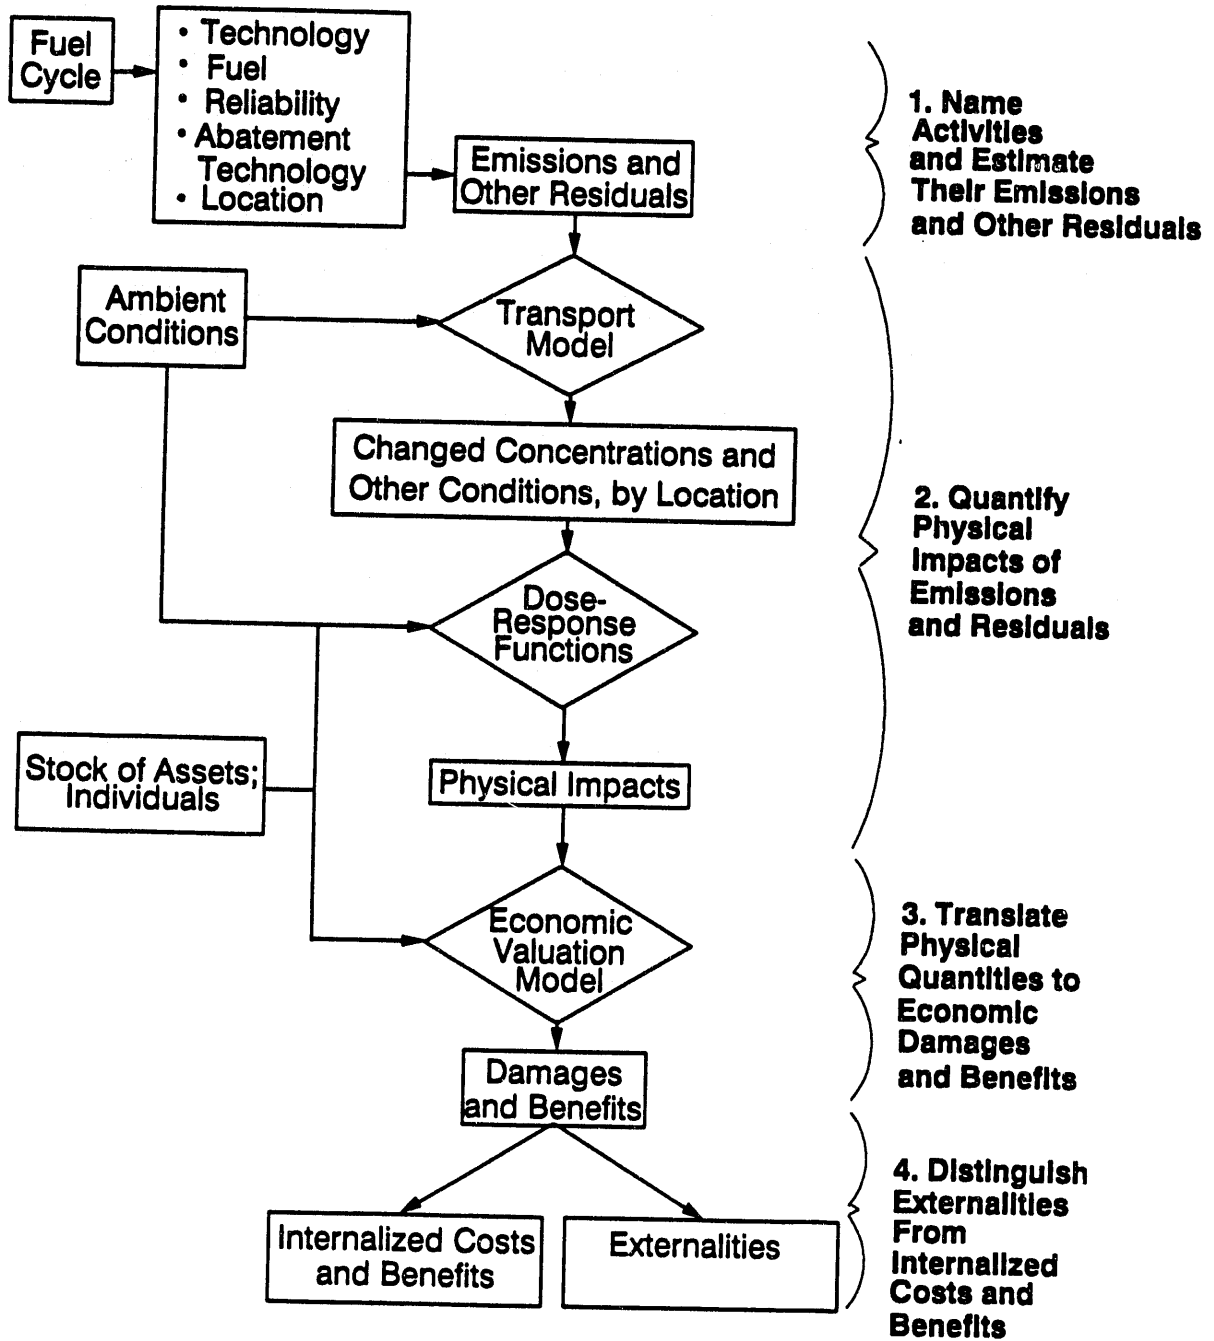 Fuel
Cycle
• Technology
• Fuel
• Reliability
• Abatement
Technology
• Location
Emissions and
Other Residuals
1. Name
Activities
and Estimate
Their Emissions
and Other Residuals
Ambient
Conditions
Transport
Model
Changed Concentrations and
Other Conditions, by Location
2. Quantify
Physical
Impacts of
Emissions
and Residuals
Dose-
Response
Functions
Stock of Assets;
Individuals
Physical Impacts
Economic
Valuation
Model
3. Translate
Physical
Quantities to
Economic
Damages
and Benefits
Damages
and Benefits
4. Distinguish
Externalities
From
Internalized
Costs and
Benefits
Internalized Costs
and Benefits
Externalities